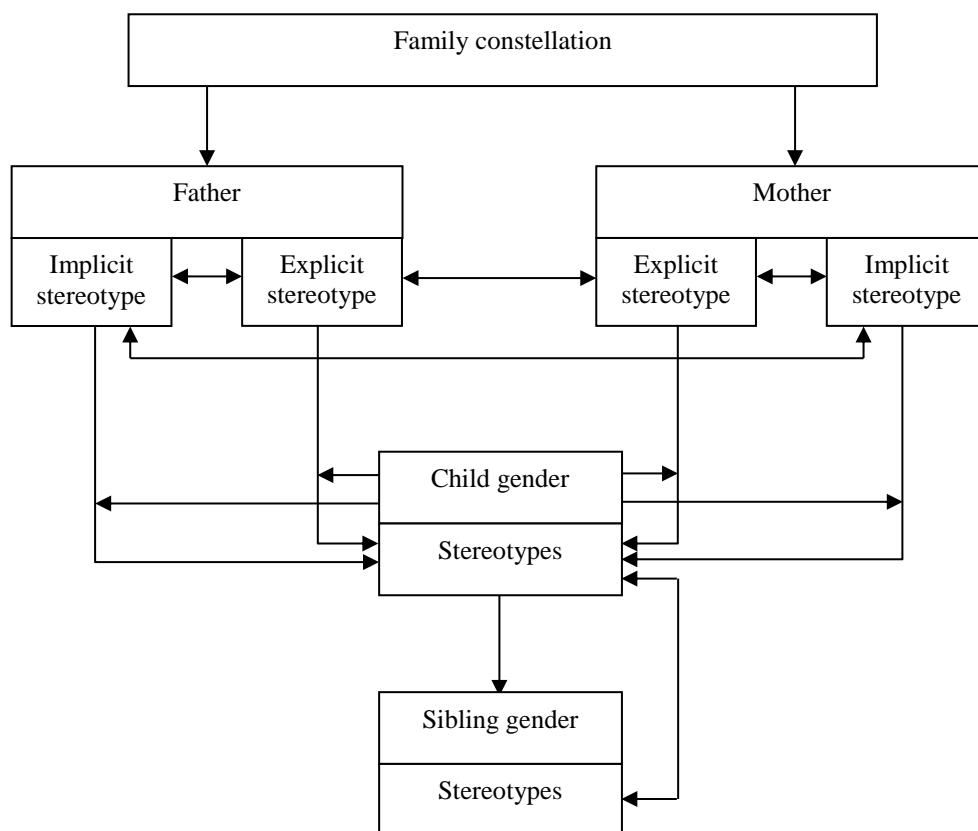 Family constellation
Father
Mother
Implicit
stereotype
Explicit
stereotype
Explicit
stereotype
Implicit
stereotype
Child gender
Stereotypes
Sibling gender
Stereotypes